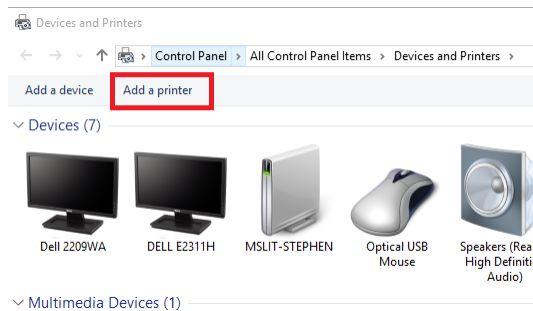 Devices and Printers
Control Panel > All Control Panel Items > Devices and Printers >
Add a device Add a printer
Devices (7)
Dell 2209WA DELL E2311H MSLIT-STEPHEN Optical USB Speakers (Rea
Mouse High Definiti
Audio)
Multimedia Devices (1)